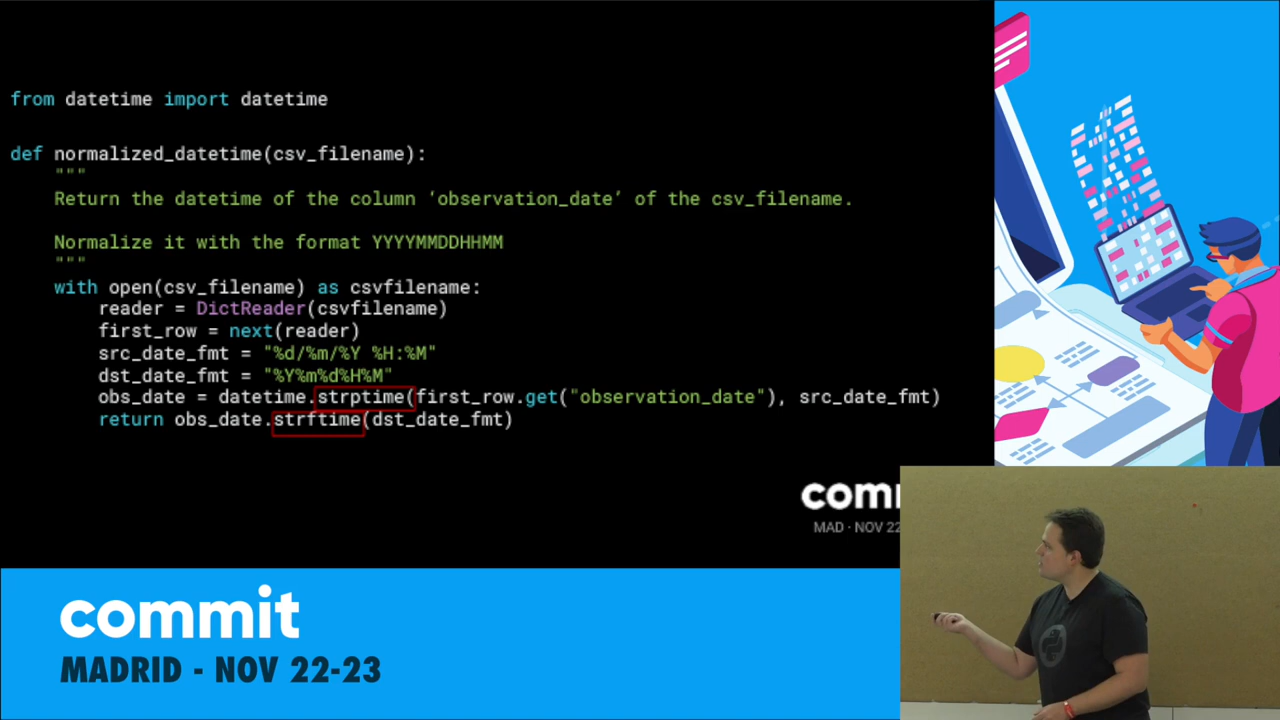 from datetime import datetime
def normalized_datetime(csv_filename):
"""
Return the datetime of the column ‘observation_date’ of the csv_filename.
Normalize it with the format YYYYMMDDHHMM
"""
with open(csv_filename) as csvfilename:
reader = DictReader(csvfilename)
first_row = next(reader)
src_date_fmt = "%d/%m/%Y %H:%M"
dst_date_fmt = "%Y%m%d%H%M"
obs_date = datetime.strptime(first_row.get("observation_date"), src_date_fmt)
return obs_date.strftime(dst_date_fmt)
MAD · NOV 22
commit
MADRID - NOV 22-23